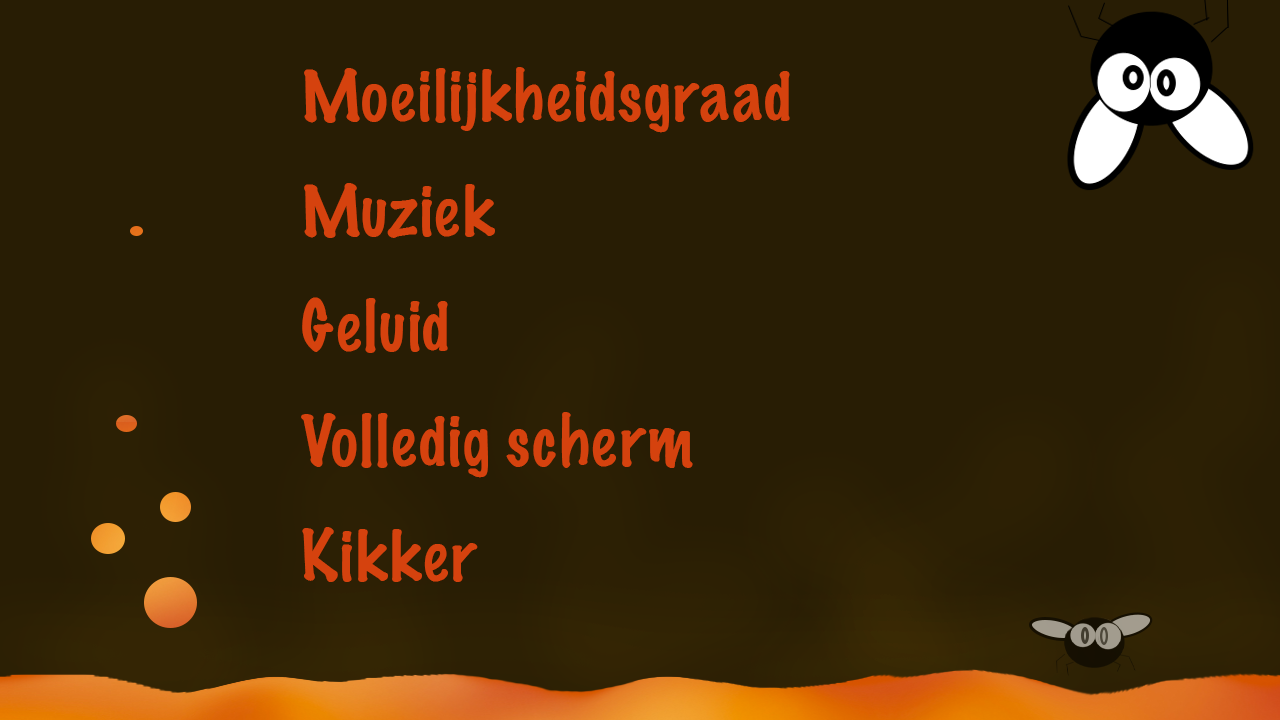 Moeilijkheidsgraad
Muziek
Geluid
Volledig scherm
Kikker